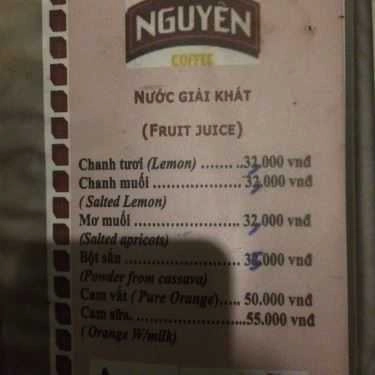 NGUYÊN
COFFEE
NƯỚC GIẢI KHÁT
(FRUIT JUICE)
Chanh tươi (Lemon) ……. ..32.000 vnđ
Chanh muối ……………….32,000 vnđ
( Salted Lemon)
Mơ muối ………………….32,000 vnđ
(Salted apricots)
Bột sắn ……………………000 vnđ
(Powder from cassava)
Cam vắt ( Pure Orange)….. 50.000 vnđ
Cam sữa. …………………..55.000 vnđ
( Orange W/milk)